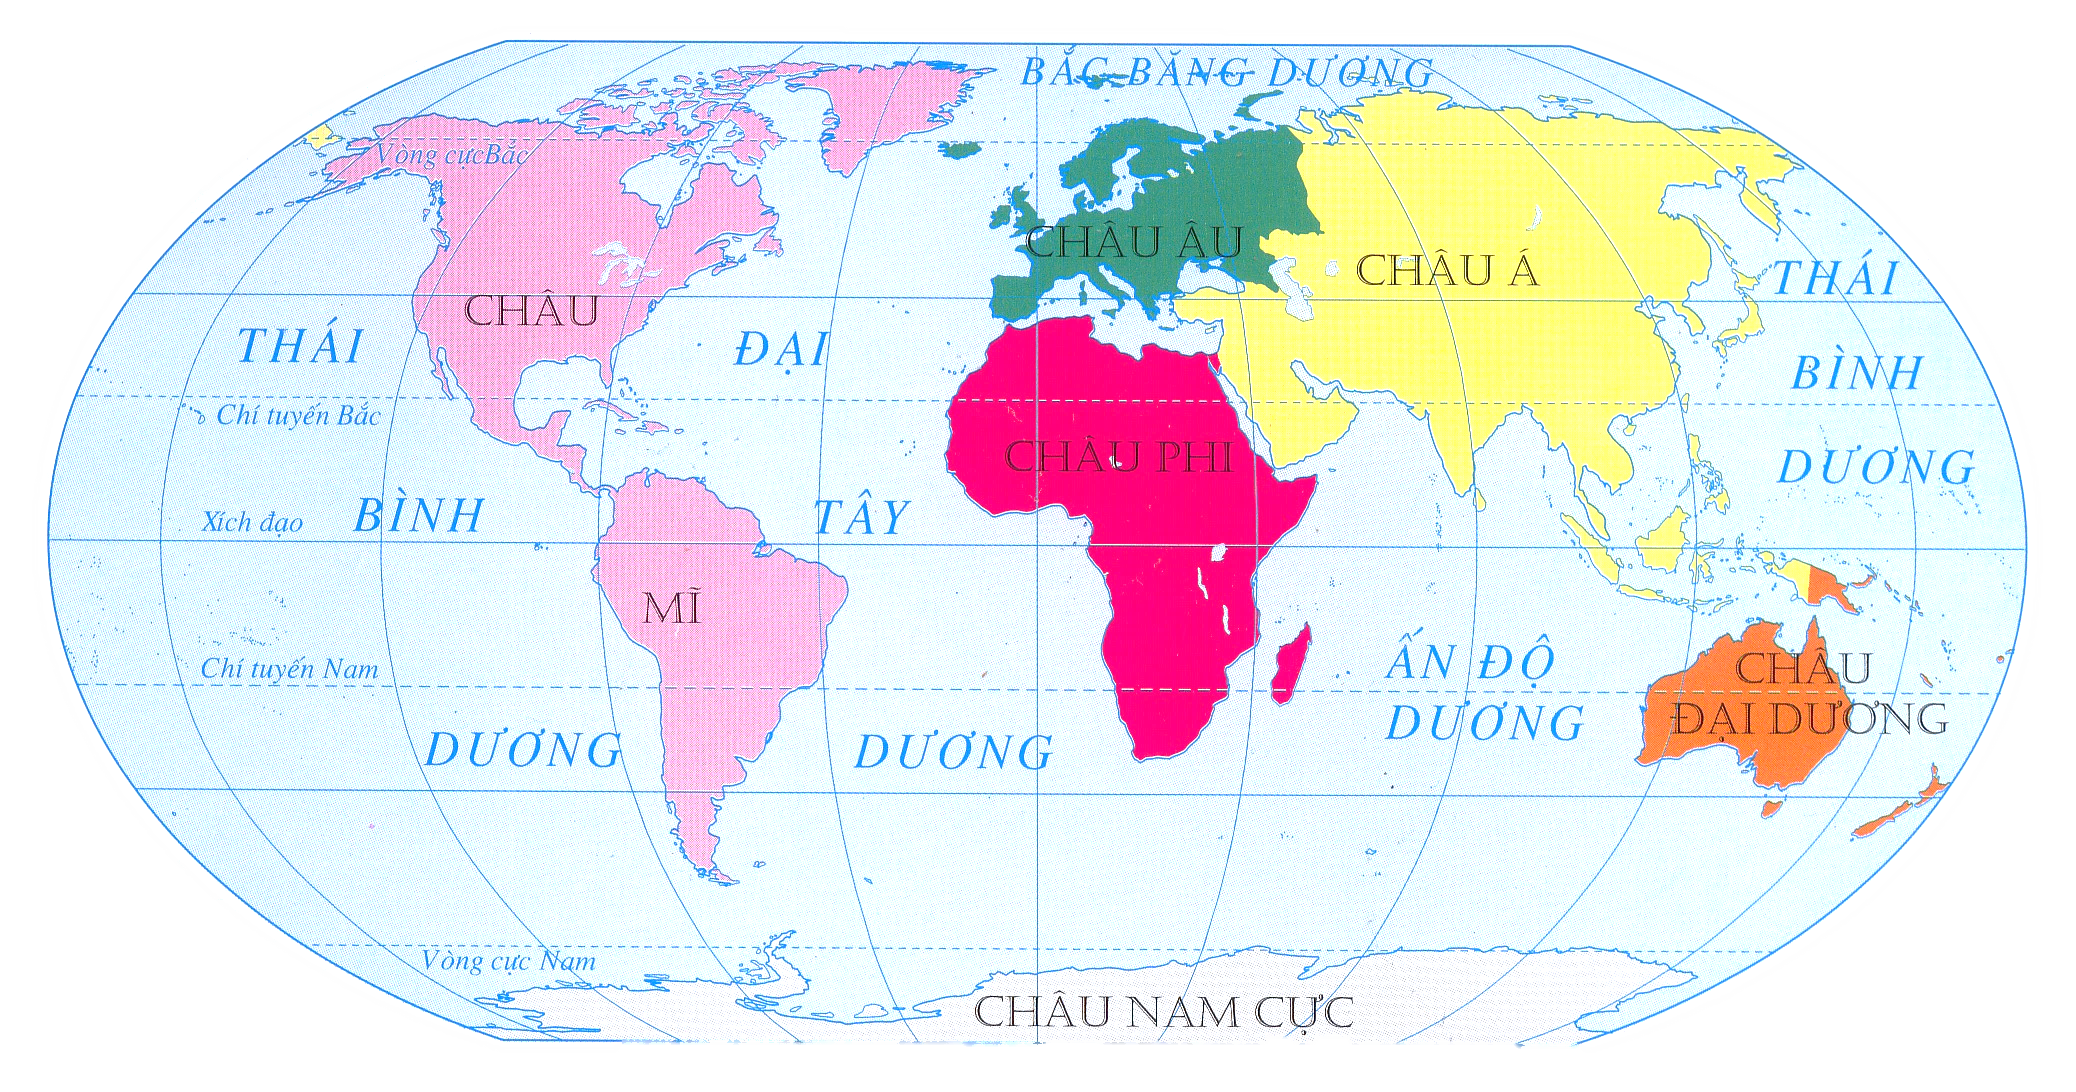 BẮC BĂNG DƯƠNG
Vòng cựcBắc
CHÂU ÂU
CHÂU Á
THÁI
CHÂU
THÁI
ĐẠI
BÌNH
Chí tuyến Bắc
CHÂU PHI
DƯƠNG
Xích đạo
BÌNH
TÂY
MĨ
Chí tuyến Nam
ẤN ĐỘ
DƯƠNG
CHÂU
ĐẠI DƯƠNG
DƯƠNG
DƯƠNG
Vòng cực Nam
CHÂU NAM CỰC